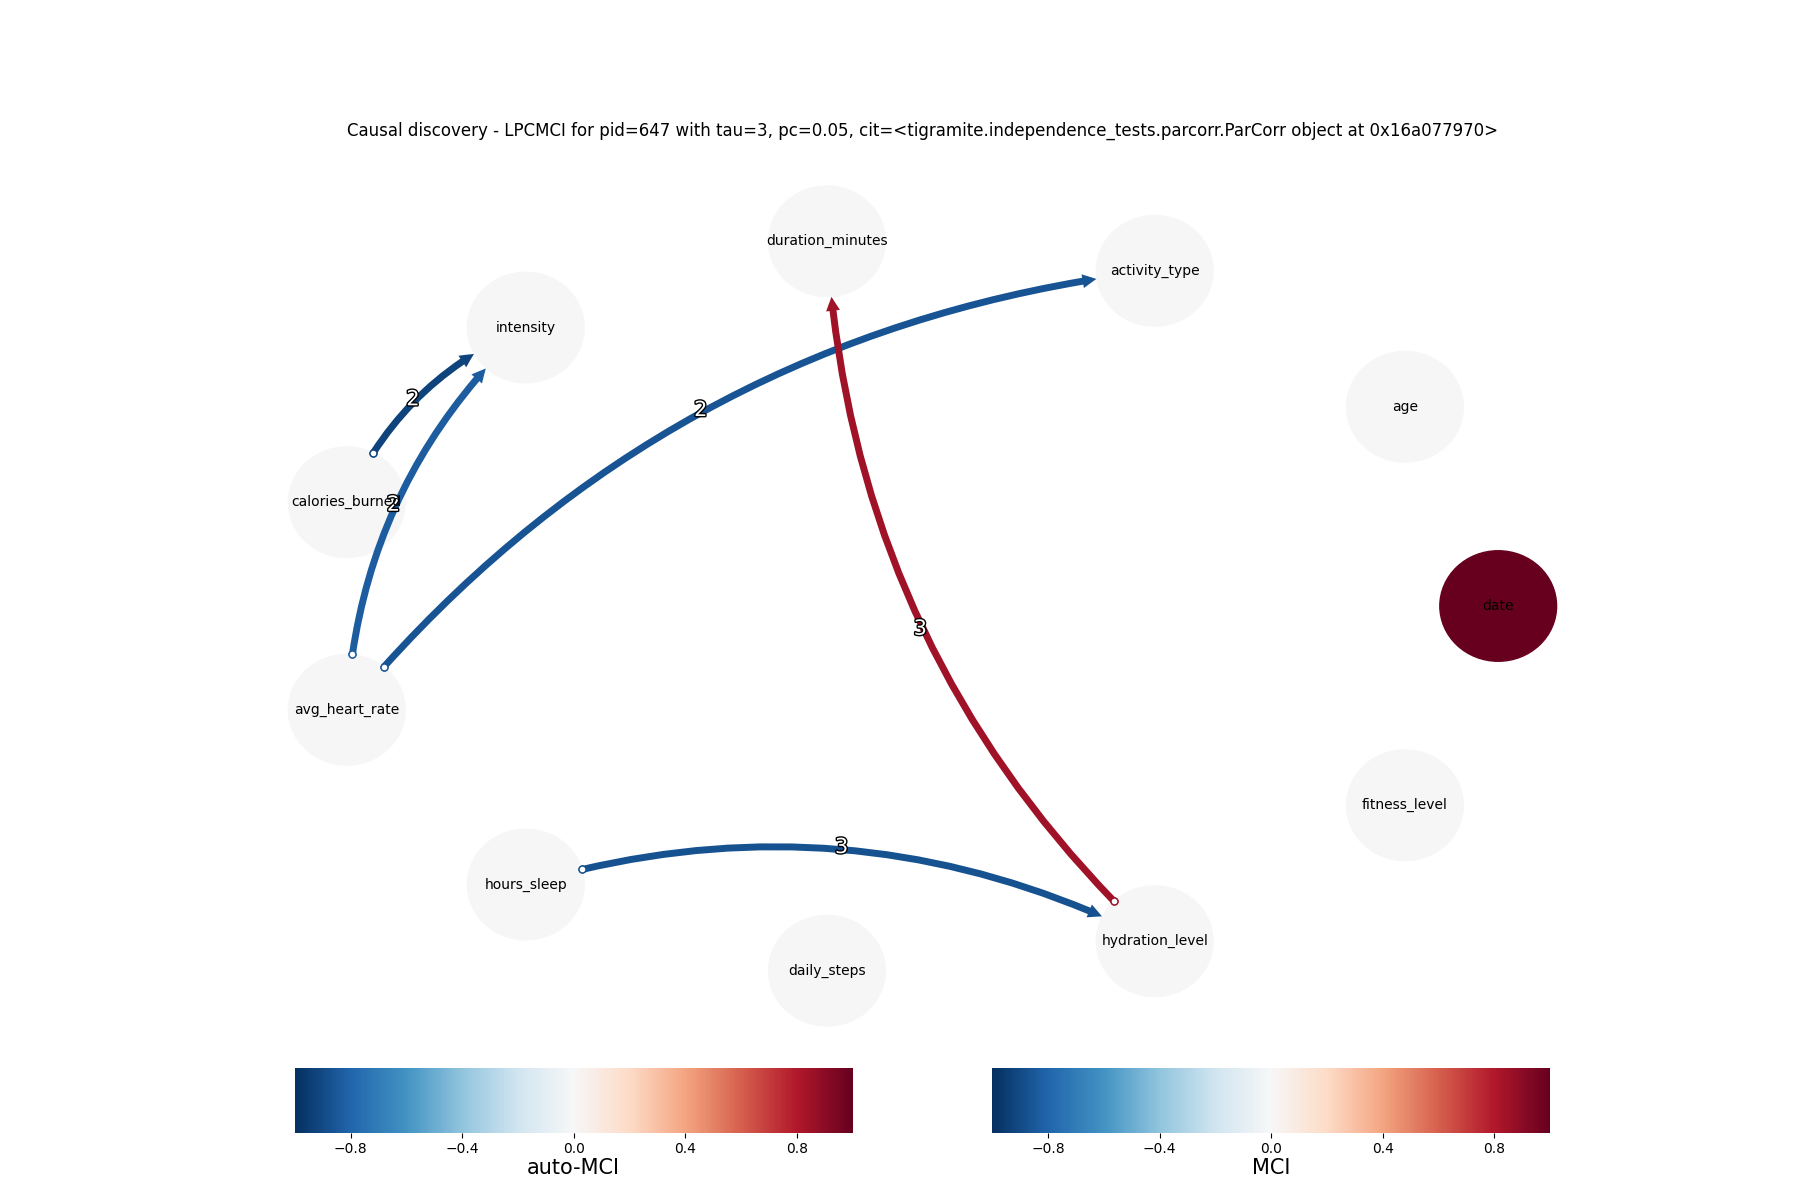 Causal discovery - LPCMCI for pid=647 with tau=3, pc=0.05, cit=<tigramite.independence_tests.parcorr.ParCorr object at 0x16a077970>
duration_minutes
activity_type
intensity
age
2
2
calories_burned
2
date
3
avg_heart_rate
fitness_level
3
hours_sleep
hydration_level
daily_steps
−0.8 −0.4 0.0 0.4 0.8
auto-MCI
−0.8 −0.4 0.0 0.4 0.8
MCI